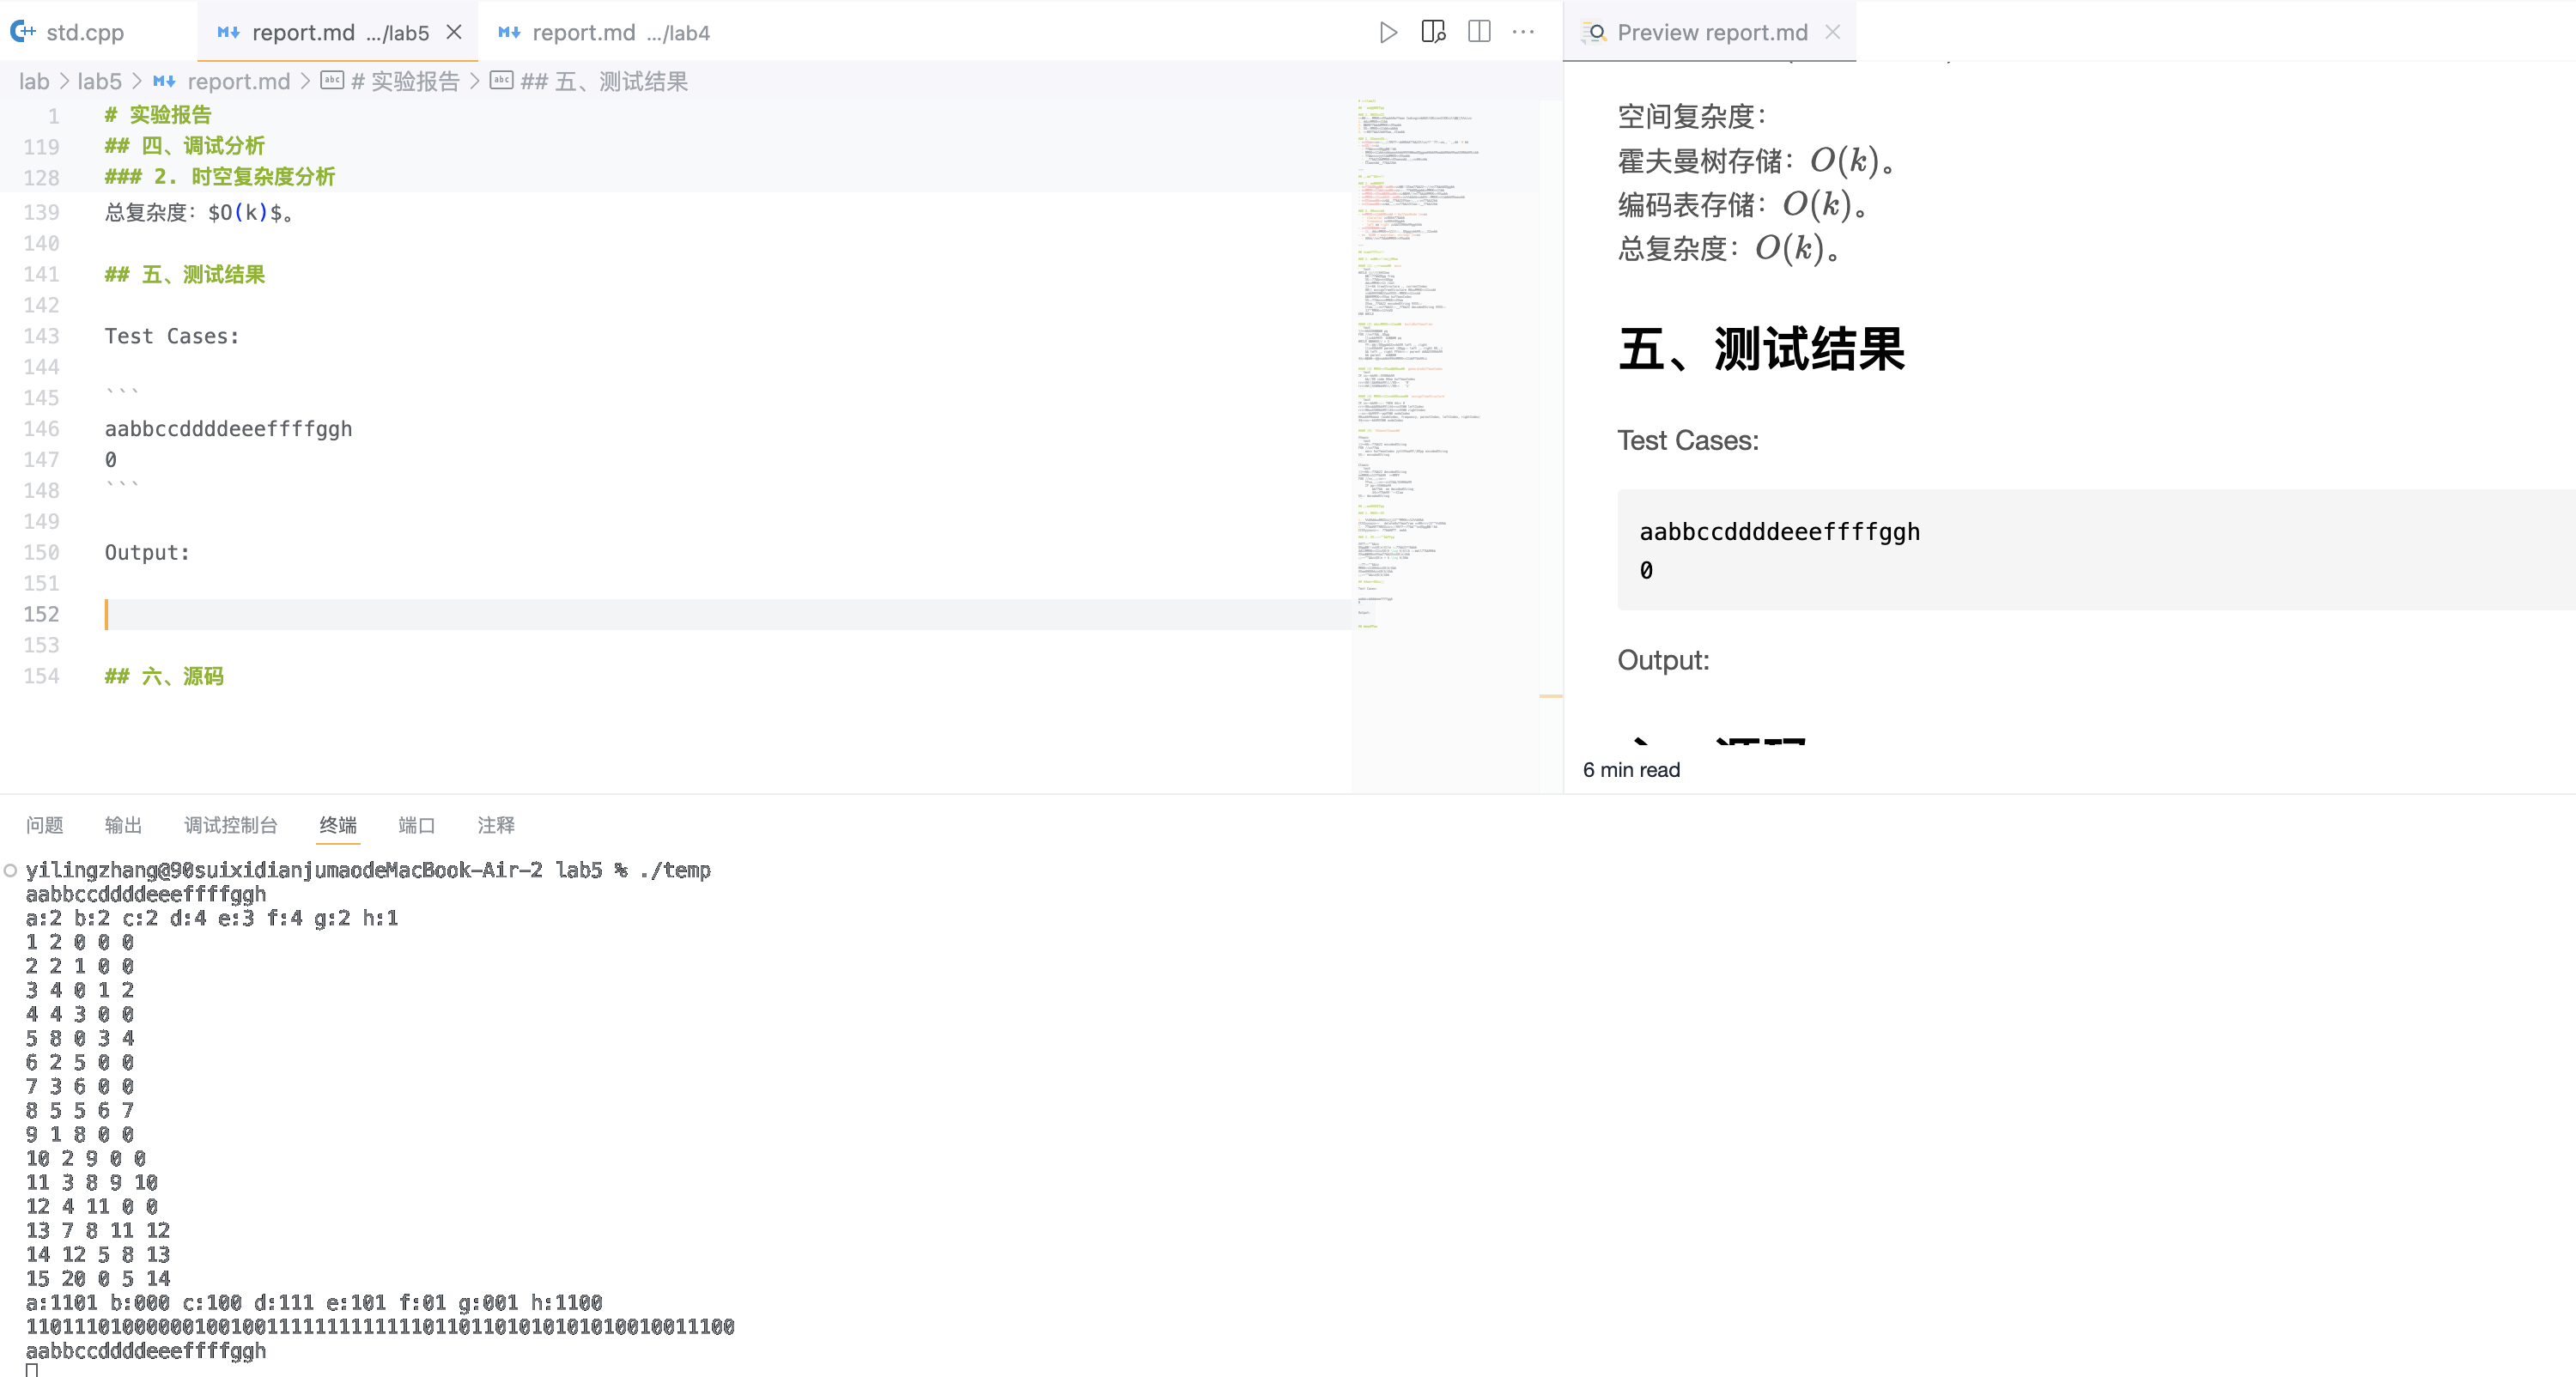 std.cpp
report.md .../lab5
report.md .../lab4
lab > lab5 > report.md > # 实验报告 > ## 五、测试结果
1 # 实验报告
119 ## 四、调试分析
128 ### 2. 时空复杂度分析
139 总复杂度：$O(k)$。
140
141 ## 五、测试结果
142
143 Test Cases:
144
145 ```
146 aabbccddddeeeffffggh
147 0
148 ```
149
150 Output:
151
152
153
154 ## 六、源码
Preview report.md
空间复杂度：
霍夫曼树存储：O(k)。
编码表存储：O(k)。
总复杂度：O(k)。
五、测试结果
Test Cases:
aabbccddddeeeffffggh
0
Output:
6 min read
问题 输出 调试控制台 终端 端口 注释
yilingzhang@90suixidianjumaodeMacBook-Air-2 lab5 % ./temp
aabbccddddeeeffffggh
a:2 b:2 c:2 d:4 e:3 f:4 g:2 h:1
1 2 0 0 0
2 2 1 0 0
3 4 0 1 2
4 4 3 0 0
5 8 0 3 4
6 2 5 0 0
7 3 6 0 0
8 5 5 6 7
9 1 8 0 0
10 2 9 0 0
11 3 8 9 10
12 4 11 0 0
13 7 8 11 12
14 12 5 8 13
15 20 0 5 14
a:1101 b:000 c:100 d:111 e:101 f:01 g:001 h:1100
11011101000000100100111111111111101101101010101010010011100
aabbccddddeeeffffggh